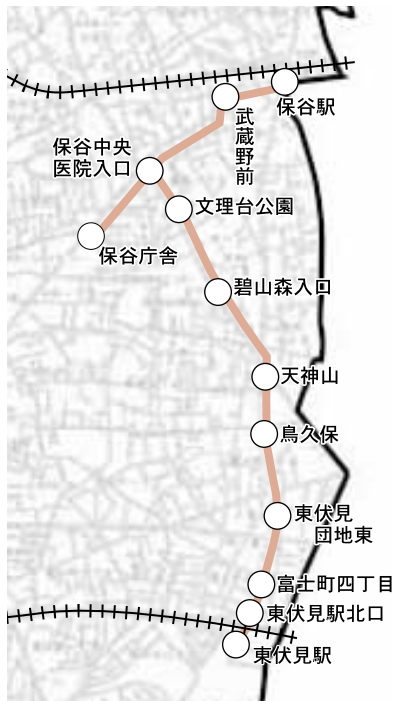 保谷駅
武蔵野前
保谷中央
医院入口
文理台公園
保谷庁舎
碧山森入口
天神山
鳥久保
東伏見
団地東
富士町四丁目
東伏見駅北口
東伏見駅